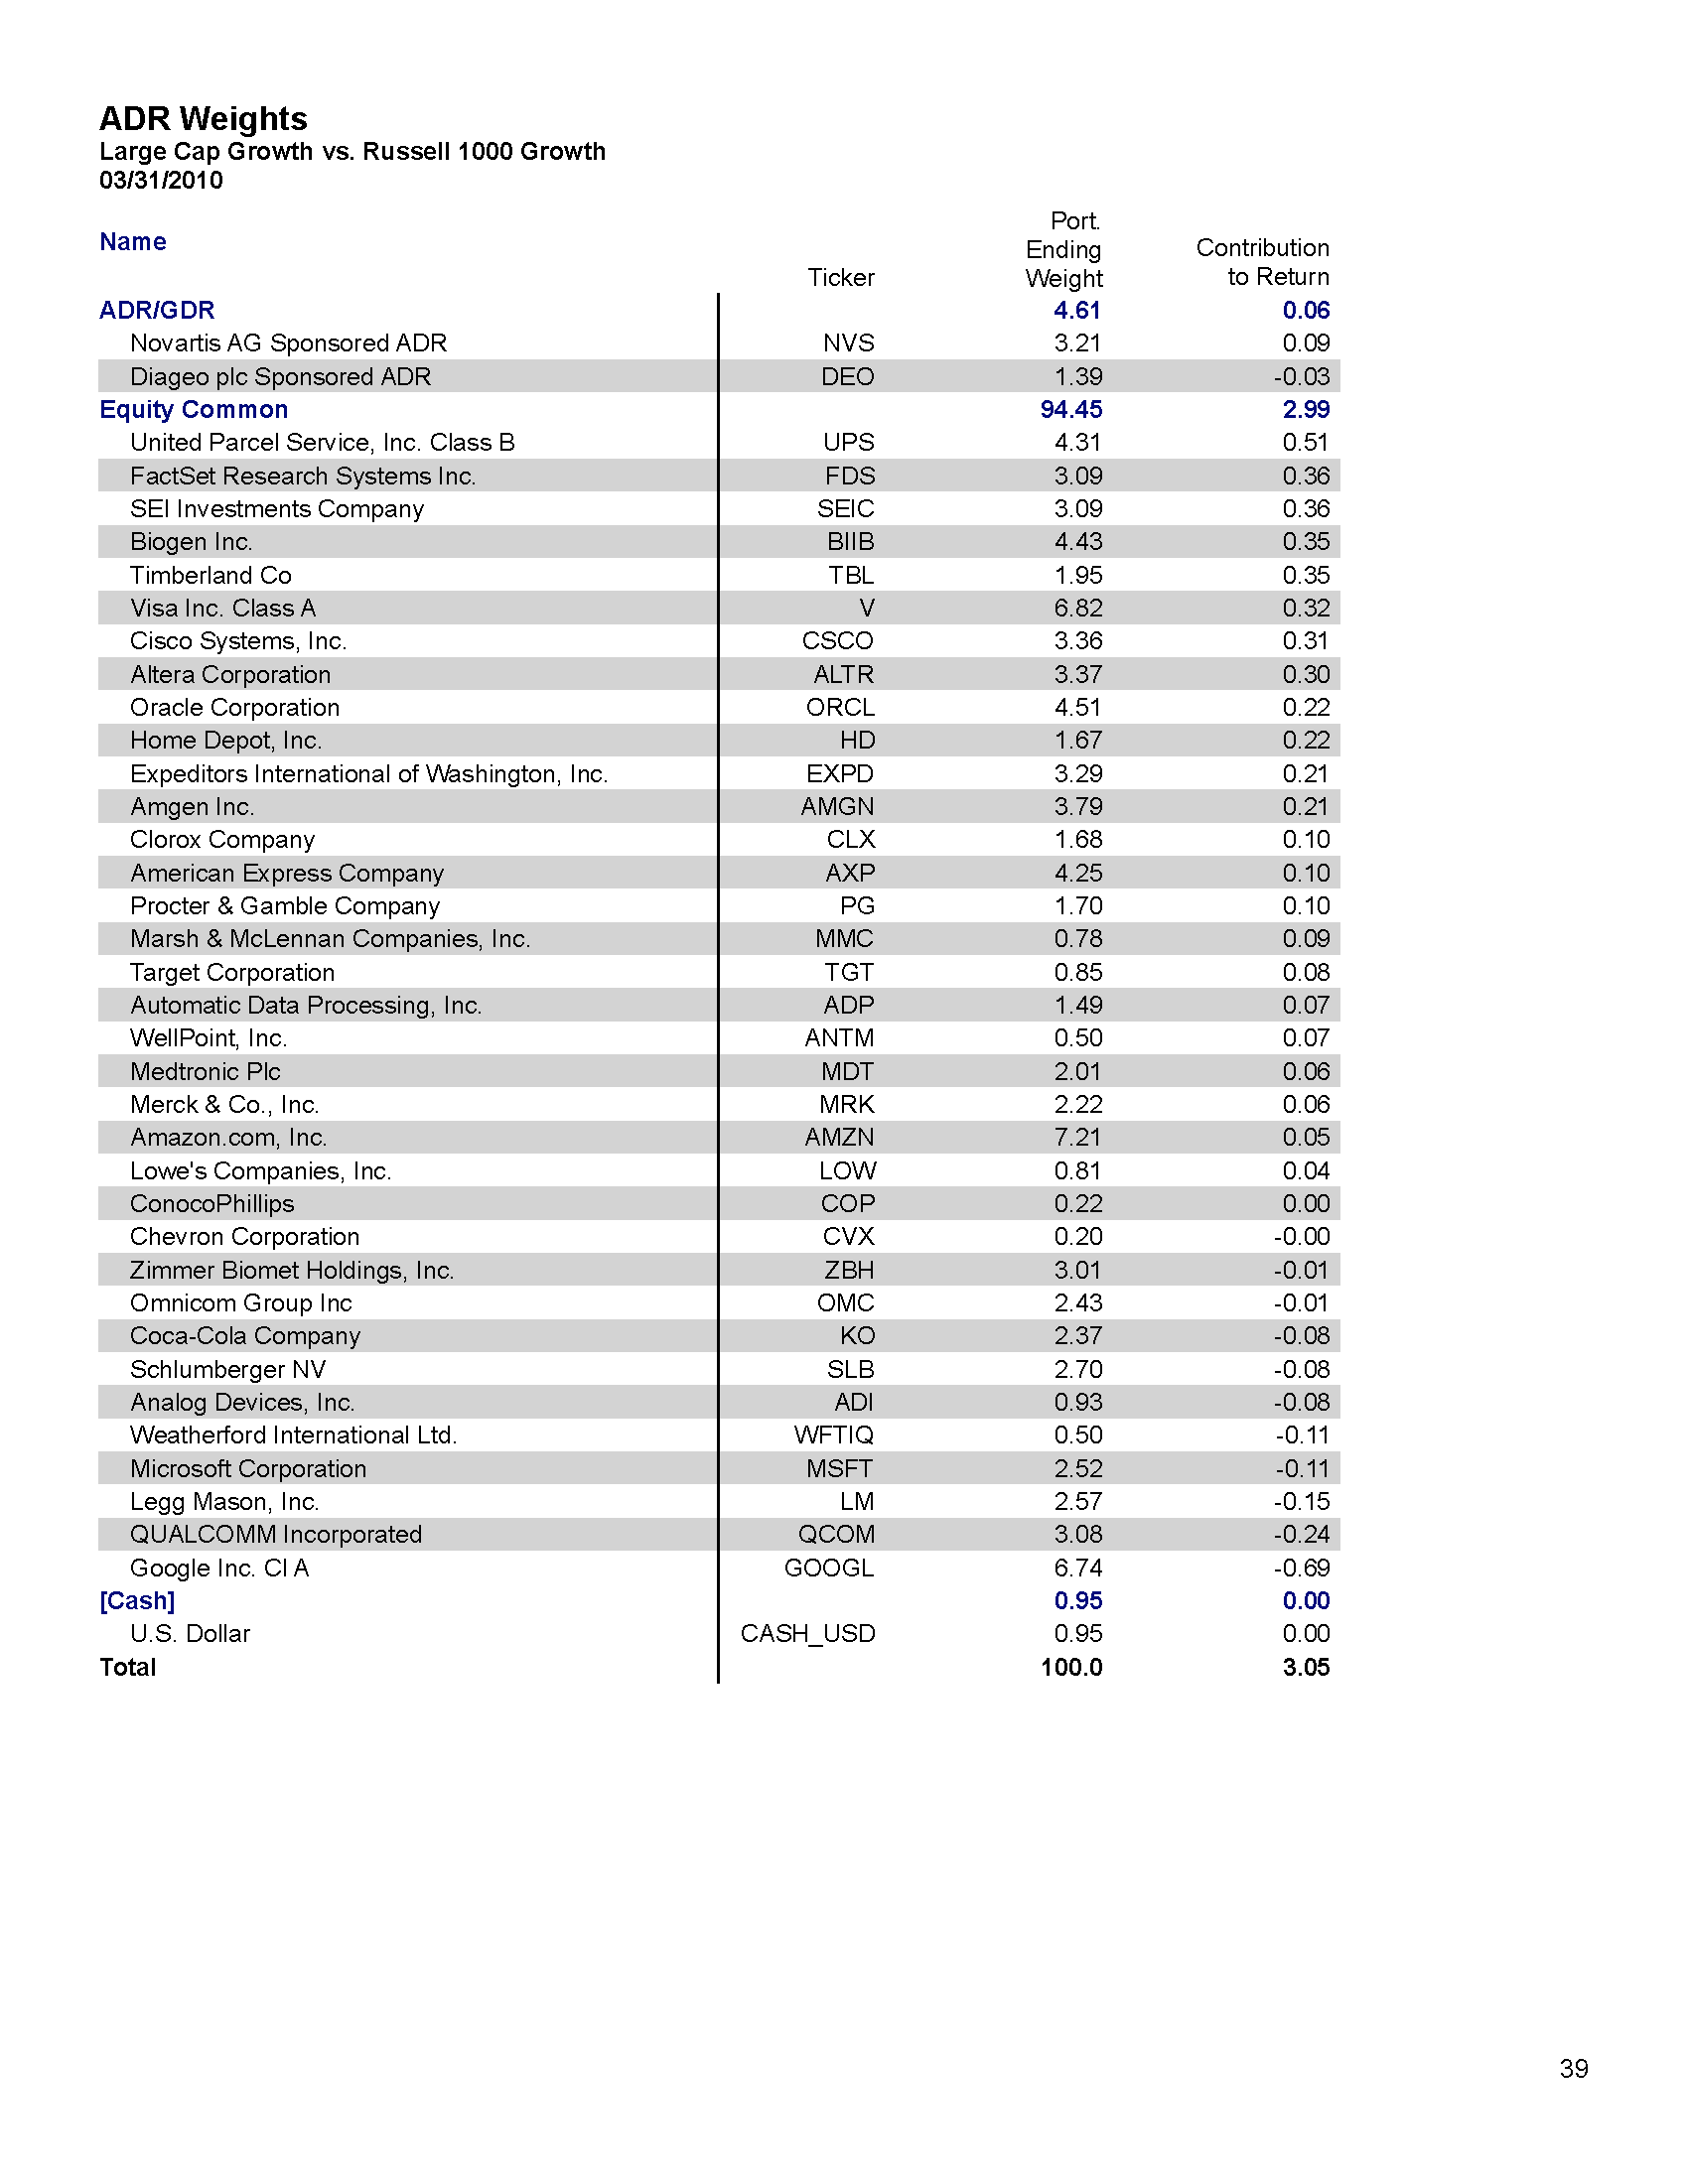 ADR Weights
Large Cap Growth vs. Russell 1000 Growth
03/31/2010
Name Ticker Port. Ending Weight Contribution to Return
ADR/GDR 4.61 0.06
Novartis AG Sponsored ADR NVS 3.21 0.09
Diageo plc Sponsored ADR DEO 1.39 -0.03
Equity Common 94.45 2.99
United Parcel Service, Inc. Class B UPS 4.31 0.51
FactSet Research Systems Inc. FDS 3.09 0.36
SEI Investments Company SEIC 3.09 0.36
Biogen Inc. BIIB 4.43 0.35
Timberland Co TBL 1.95 0.35
Visa Inc. Class A V 6.82 0.32
Cisco Systems, Inc. CSCO 3.36 0.31
Altera Corporation ALTR 3.37 0.30
Oracle Corporation ORCL 4.51 0.22
Home Depot, Inc. HD 1.67 0.22
Expeditors International of Washington, Inc. EXPD 3.29 0.21
Amgen Inc. AMGN 3.79 0.21
Clorox Company CLX 1.68 0.10
American Express Company AXP 4.25 0.10
Procter & Gamble Company PG 1.70 0.10
Marsh & McLennan Companies, Inc. MMC 0.78 0.09
Target Corporation TGT 0.85 0.08
Automatic Data Processing, Inc. ADP 1.49 0.07
WellPoint, Inc. ANTM 0.50 0.07
Medtronic Plc MDT 2.01 0.06
Merck & Co., Inc. MRK 2.22 0.06
Amazon.com, Inc. AMZN 7.21 0.05
Lowe's Companies, Inc. LOW 0.81 0.04
ConocoPhillips COP 0.22 0.00
Chevron Corporation CVX 0.20 -0.00
Zimmer Biomet Holdings, Inc. ZBH 3.01 -0.01
Omnicom Group Inc OMC 2.43 -0.01
Coca-Cola Company KO 2.37 -0.08
Schlumberger NV SLB 2.70 -0.08
Analog Devices, Inc. ADI 0.93 -0.08
Weatherford International Ltd. WFTIQ 0.50 -0.11
Microsoft Corporation MSFT 2.52 -0.11
Legg Mason, Inc. LM 2.57 -0.15
QUALCOMM Incorporated QCOM 3.08 -0.24
Google Inc. Cl A GOOGL 6.74 -0.69
[Cash] 0.95 0.00
U.S. Dollar CASH_USD 0.95 0.00
Total 100.0 3.05
39